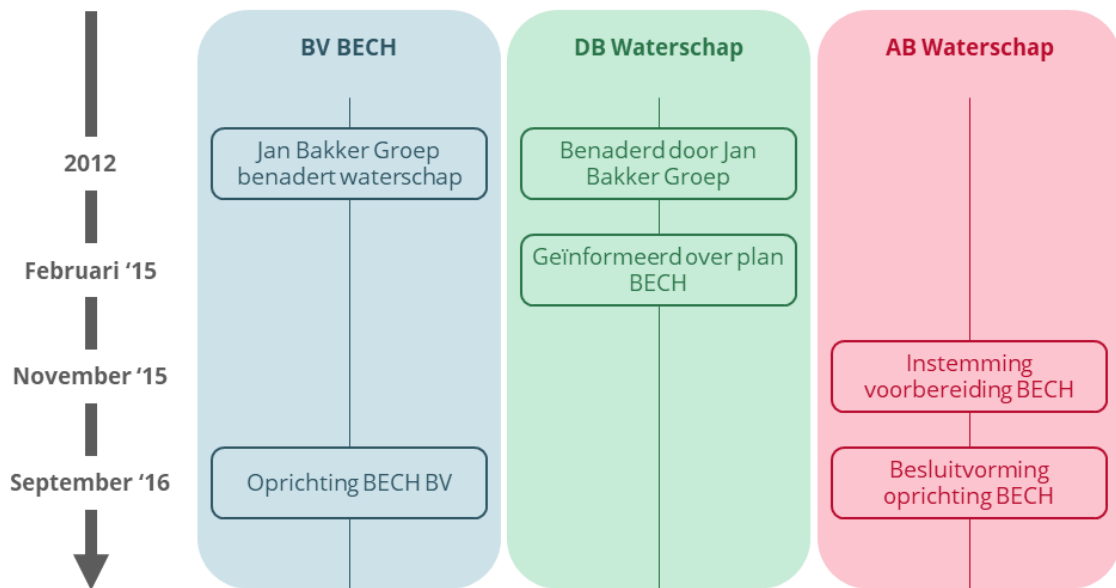 BV BECH
DB Waterschap
AB Waterschap
2012
Jan Bakker Groep
benadert waterschap
Benaderd door Jan
Bakker Groep
Februari ‘15
Geïnformeerd over plan
BECH
November ‘15
Instemming
voorbereiding BECH
September ‘16
Oprichting BECH BV
Besluitvorming
oprichting BECH